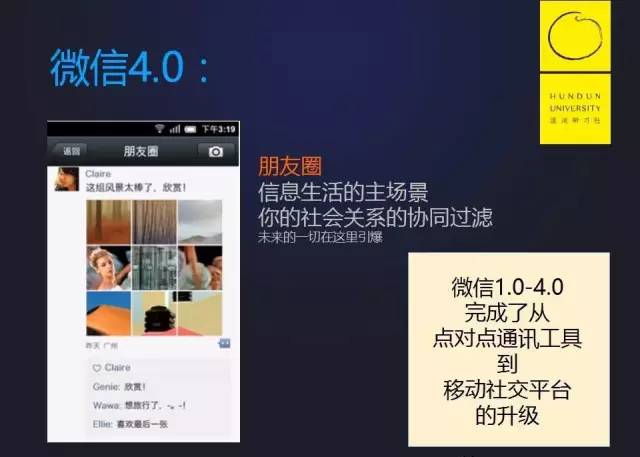 微信4.0：
HUNDUN
UNIVERSITY
混沌研习社
下午3:19
返回
朋友圈
Claire
这组风景太棒了，欣赏！
昨天 广州
Claire
Genie: 欣赏！
Wawa: 想旅行了，-。-！
Ellie: 喜欢最后一张
朋友圈
信息生活的主场景
你的社会关系的协同过滤
未来的一切在这里引爆
微信1.0-4.0
完成了从
点对点通讯工具
到
移动社交平台
的升级